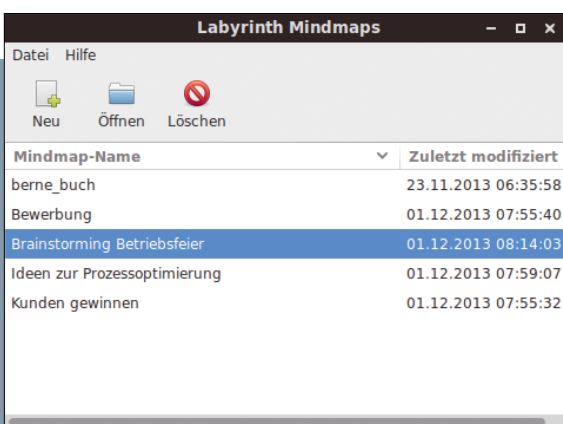 Labyrinth Mindmaps
Datei Hilfe
Neu Öffnen Löschen
Mindmap-Name Zuletzt modifiziert
berne_buch 23.11.2013 06:35:58
Bewerbung 01.12.2013 07:55:40
Brainstorming Betriebsfeier 01.12.2013 08:14:03
Ideen zur Prozessoptimierung 01.12.2013 07:59:07
Kunden gewinnen 01.12.2013 07:55:32